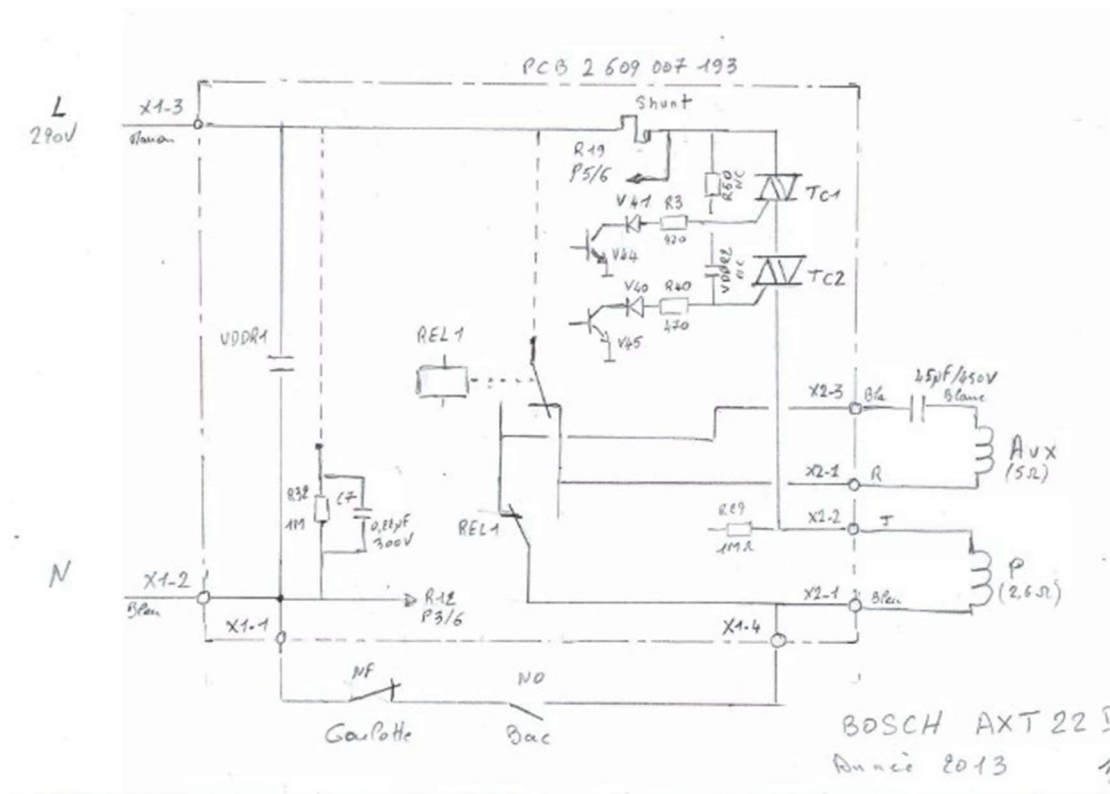 PCB 2 609 007 193
L
X1-3
Shunt
230V
R19
P5/6
R50
NC
TC1
V41
R3
470
V44
VDDR2
NC
V40
R40
TC2
470
V45
VDDR1
REL1
45µF/450V
X2-3
Blanc
Aux
(5Ω)
X2-1
R
R32
C7
1M
0,22µF
300V
REL1
R29
1MΩ
X2-2
J
N
X1-2
Bleu
R12
P3/6
X2-1
Bleu
P
(2,6Ω)
X1-1
X1-4
NF
NO
Goulotte
Bac
BOSCH AXT 22
Année 2013